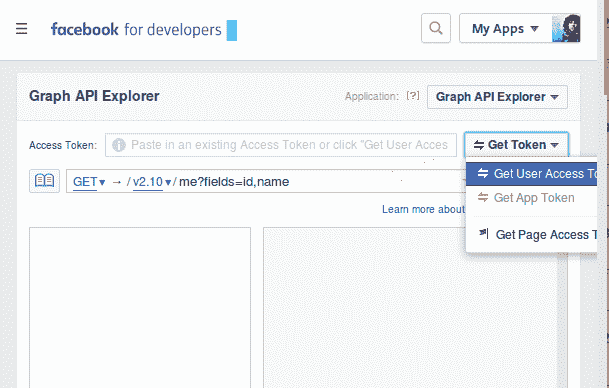 facebook for developers
My Apps
Graph API Explorer
Application: [?] Graph API Explorer
Access Token: Paste in an existing Access Token or click "Get User Acces
Get Token
GET → / v2.10 / me?fields=id,name
Get User Access To
Get App Token
Learn more about
Get Page Access T